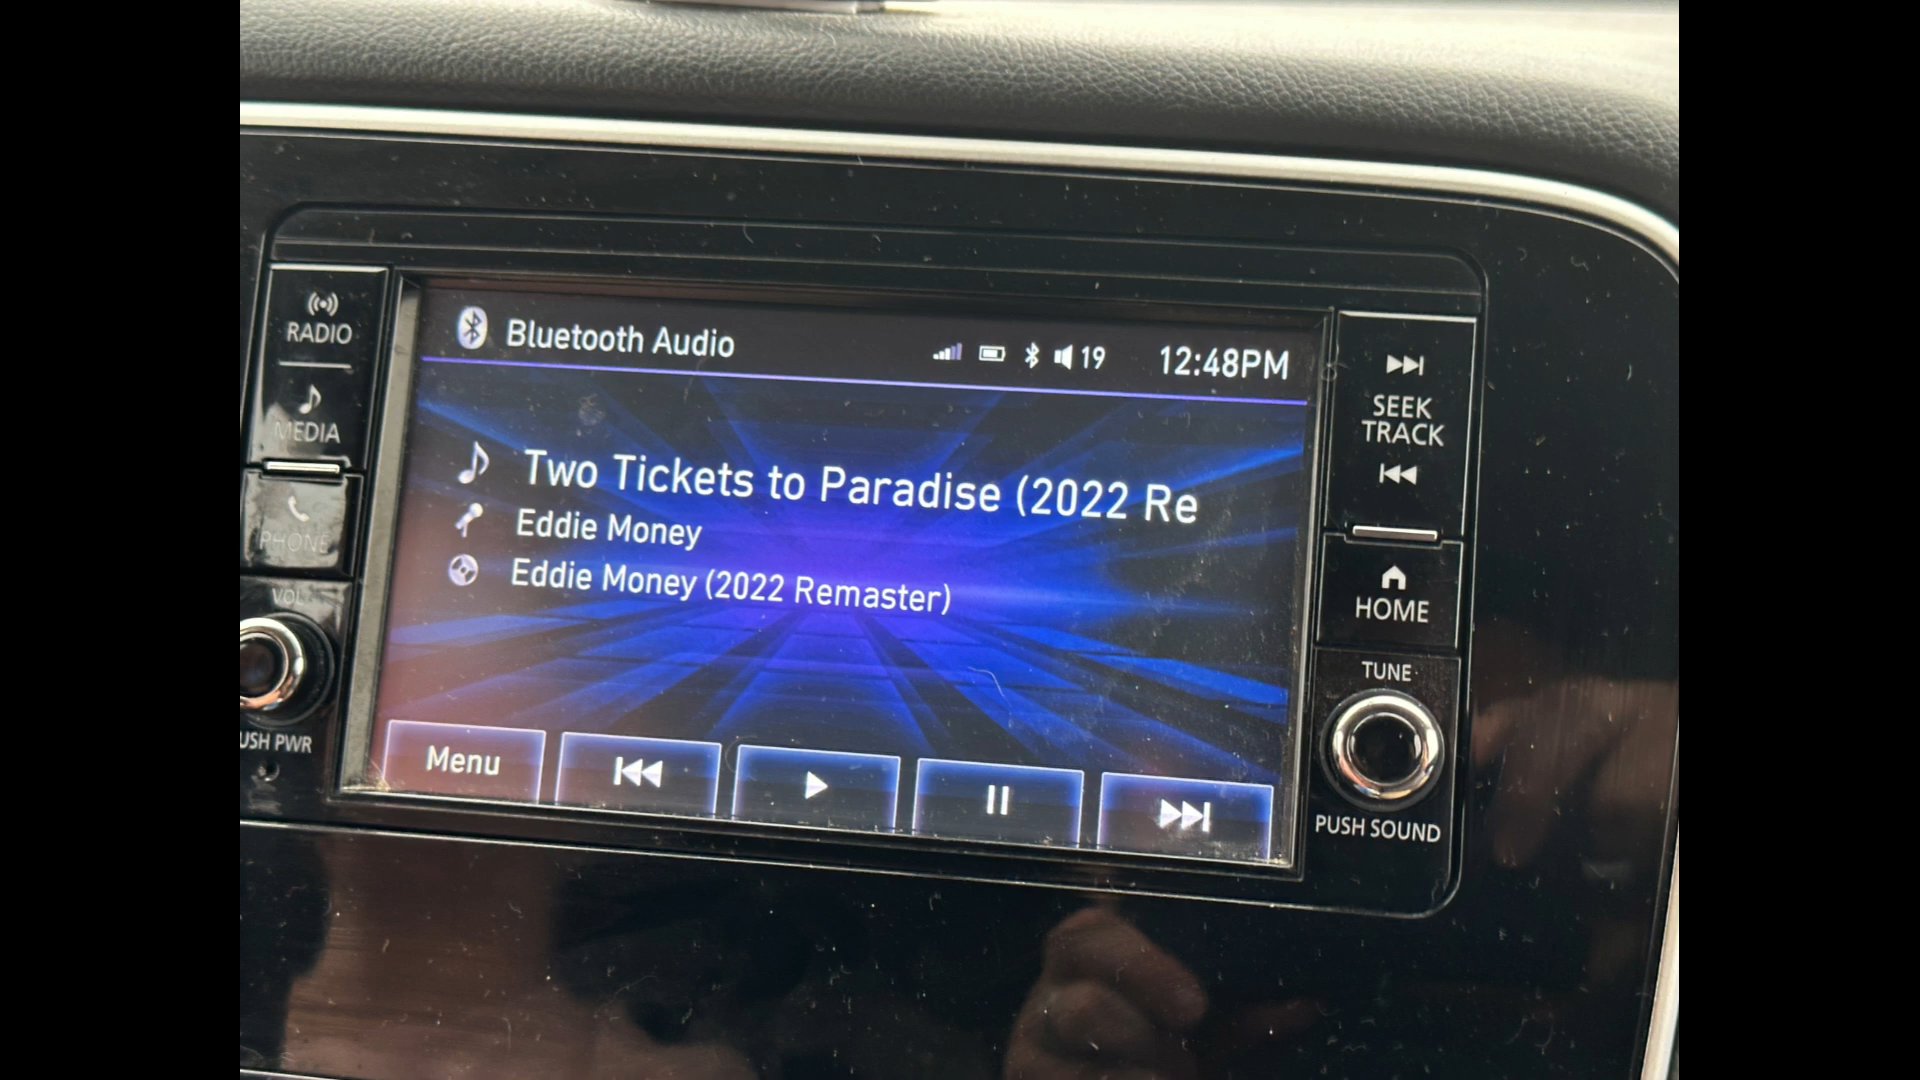 RADIO
MEDIA
PHONE
VOL
USH PWR
Bluetooth Audio
19
12:48PM
Two Tickets to Paradise (2022 Re
Eddie Money
Eddie Money (2022 Remaster)
Menu
SEEK
TRACK
HOME
TUNE
PUSH SOUND